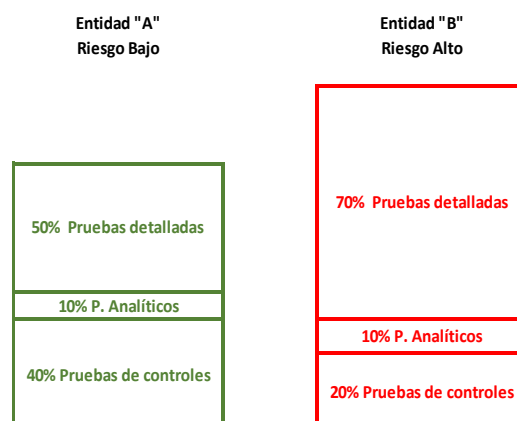 Entidad "A"
Riesgo Bajo
50% Pruebas detalladas
10% P. Analíticos
40% Pruebas de controles
Entidad "B"
Riesgo Alto
70% Pruebas detalladas
10% P. Analíticos
20% Pruebas de controles